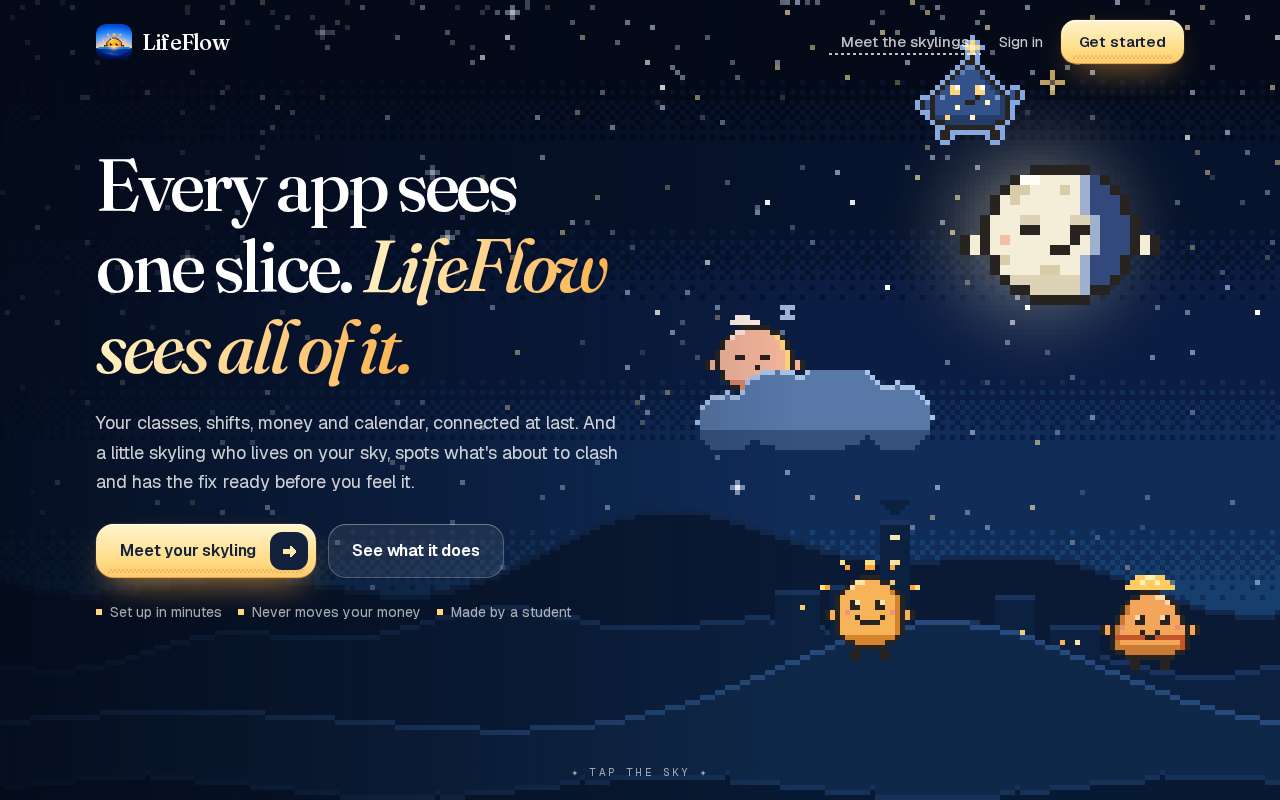 LifeFlow
Meet the skylings
Sign in
Get started
Every app sees
one slice. LifeFlow
sees all of it.
Your classes, shifts, money and calendar, connected at last. And
a little skyling who lives on your sky, spots what's about to clash
and has the fix ready before you feel it.
Meet your skyling
See what it does
Set up in minutes
Never moves your money
Made by a student
TAP THE SKY